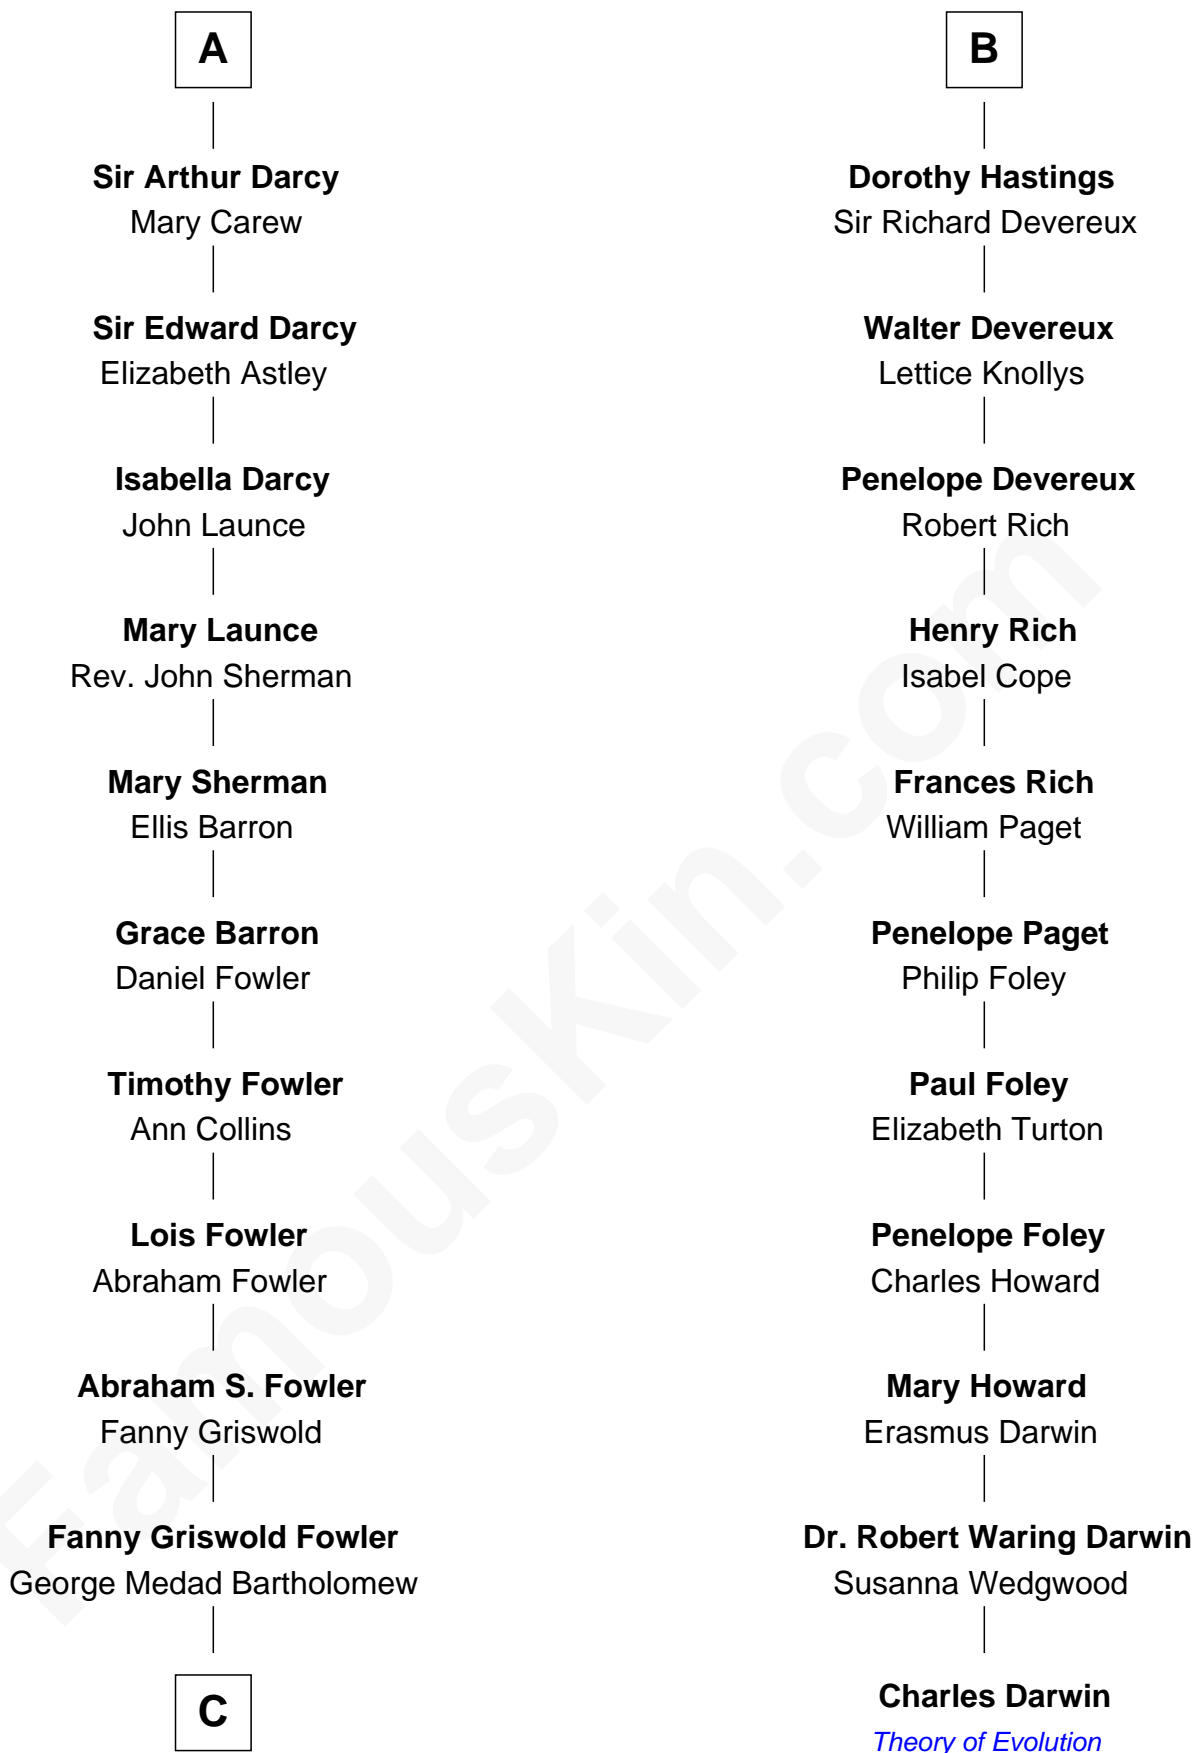 A
Sir Arthur Darcy
Mary Carew
Sir Edward Darcy
Elizabeth Astley
Isabella Darcy
John Launce
Mary Launce
Rev. John Sherman
Mary Sherman
Ellis Barron
Grace Barron
Daniel Fowler
Timothy Fowler
Ann Collins
Lois Fowler
Abraham Fowler
Abraham S. Fowler
Fanny Griswold
Fanny Griswold Fowler
George Medad Bartholomew
C
B
Dorothy Hastings
Sir Richard Devereux
Walter Devereux
Lettice Knollys
Penelope Devereux
Robert Rich
Henry Rich
Isabel Cope
Frances Rich
William Paget
Penelope Paget
Philip Foley
Paul Foley
Elizabeth Turton
Penelope Foley
Charles Howard
Mary Howard
Erasmus Darwin
Dr. Robert Waring Darwin
Susanna Wedgwood
Charles Darwin
Theory of Evolution
FamousKin.com